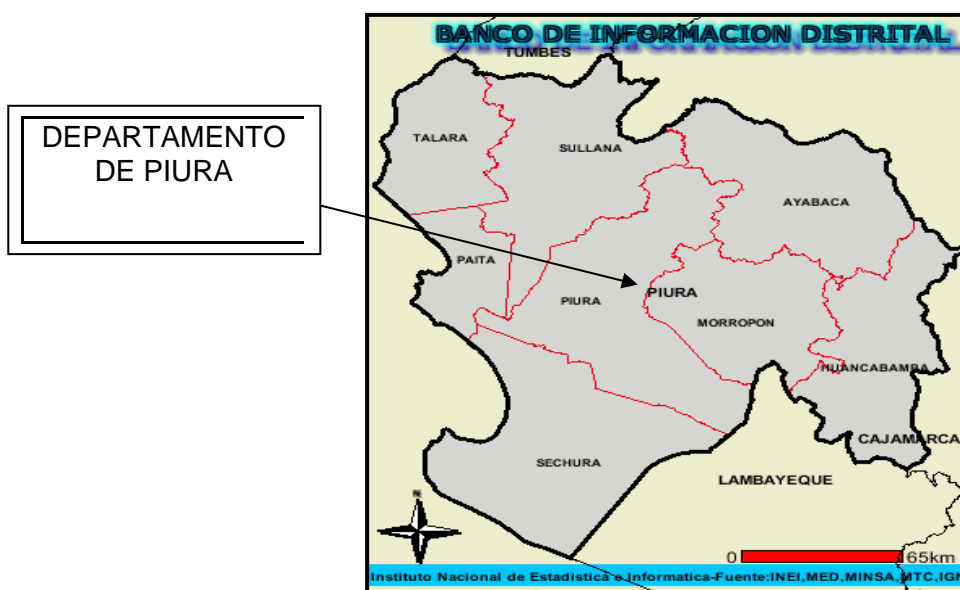 BANCO DE INFORMACION DISTRITAL
TUMBES
DEPARTAMENTO
DE PIURA
TALARA
SULLANA
AYABACA
PAITA
PIURA
PIURA
MORROPON
HUANCABAMBA
CAJAMARCA
SECHURA
LAMBAYEQUE
N
0 65km
Instituto Nacional de Estadistica e Informatica-Fuente:INEI,MED,MINSA,MTC,IGN